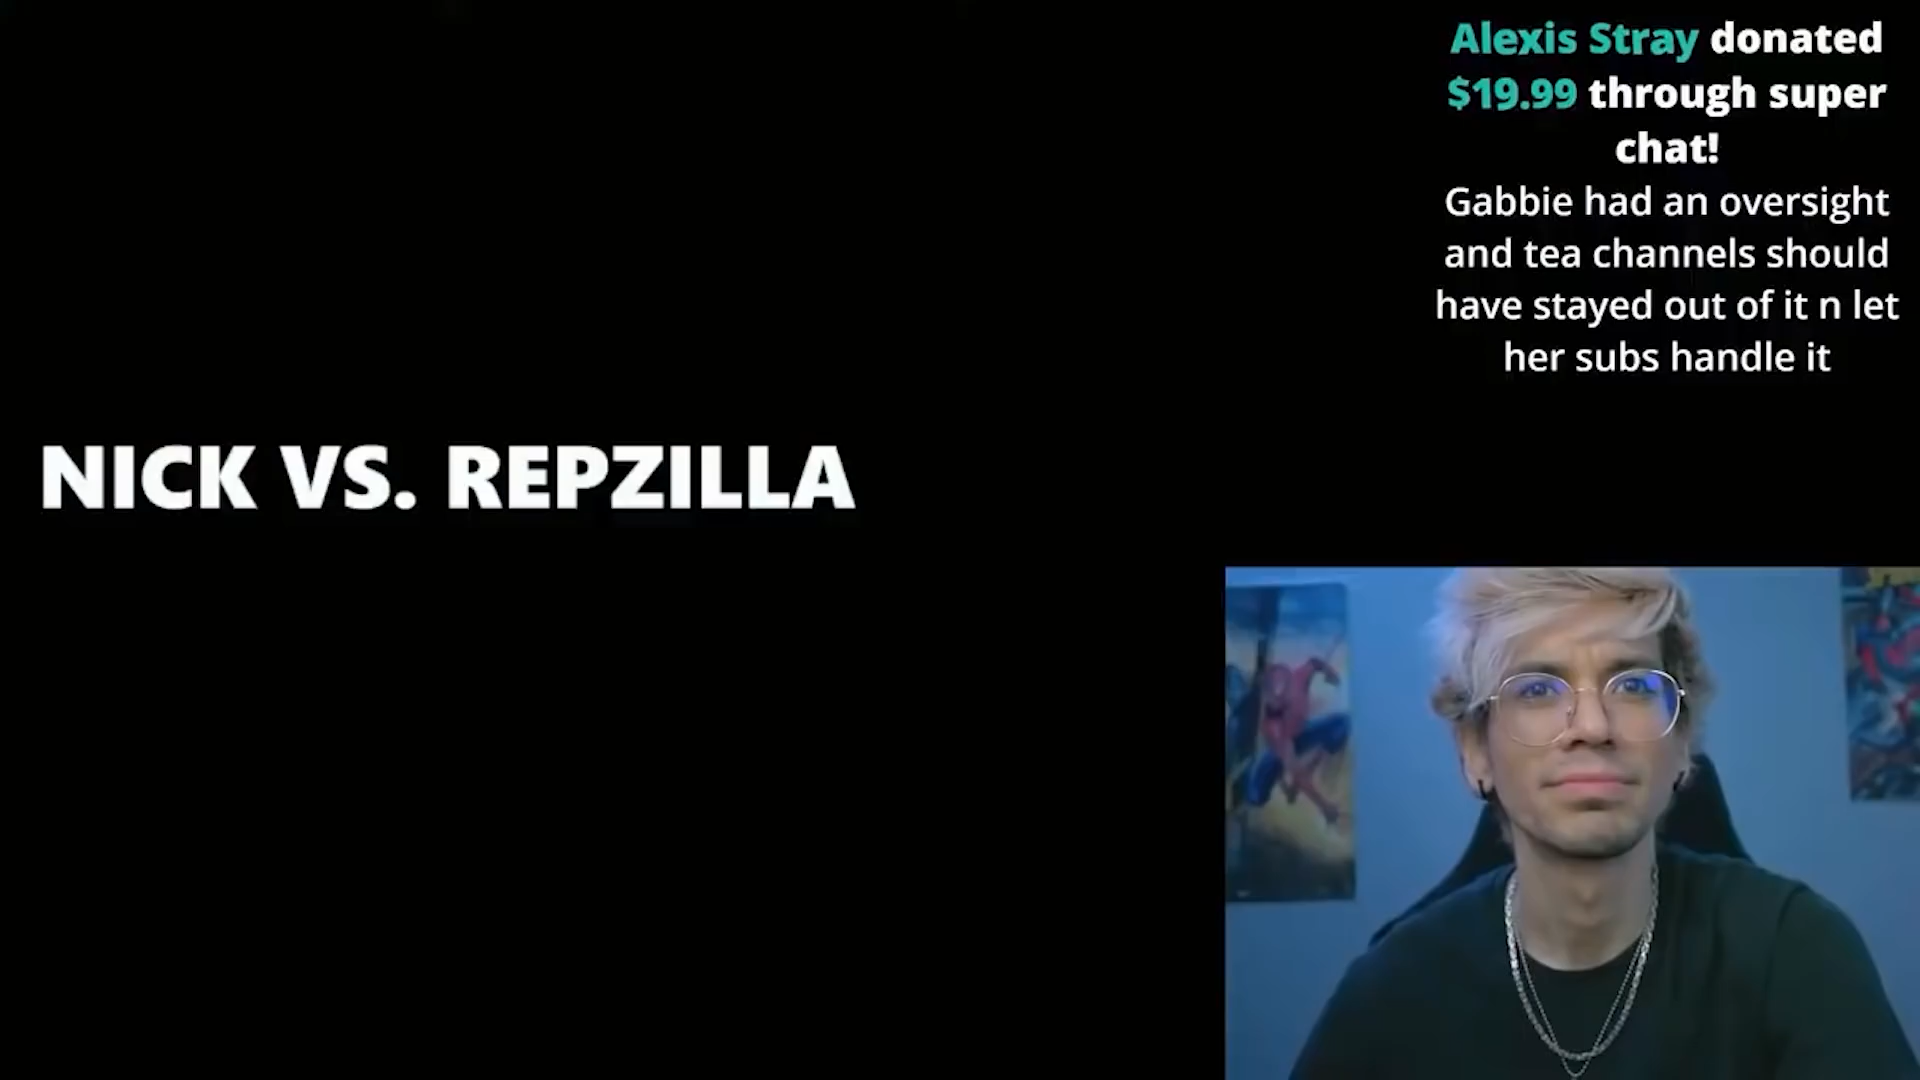 Alexis Stray donated
$19.99 through super
chat!
Gabbie had an oversight
and tea channels should
have stayed out of it n let
her subs handle it
NICK VS. REPZILLA